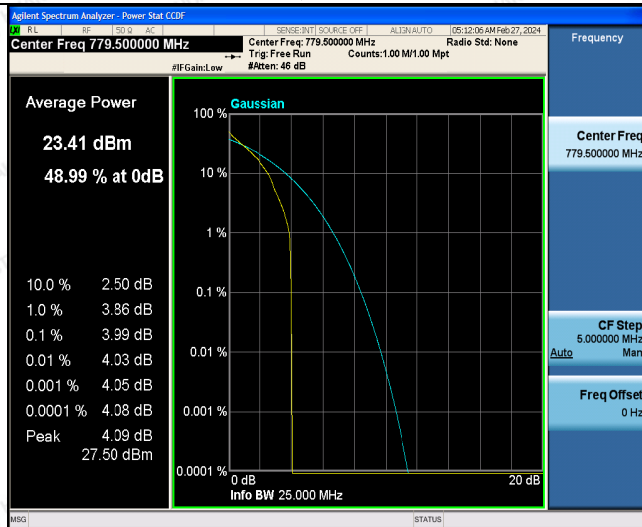 Agilent Spectrum Analyzer - Power Stat CCDF
RL RF 50 Ω AC SENSE:INT SOURCE OFF ALIGN AUTO 05:12:06 AM Feb 27, 2024
Center Freq 779.500000 MHz
Center Freq: 779.500000 MHz Radio Std: None
Trig: Free Run Counts:1.00 M/1.00 Mpt
#IFGain:Low #Atten: 46 dB
Frequency
Average Power
23.41 dBm
48.99 % at 0dB
10.0 % 2.50 dB
1.0 % 3.86 dB
0.1 % 3.99 dB
0.01 % 4.03 dB
0.001 % 4.05 dB
0.0001 % 4.08 dB
Peak 4.09 dB
27.50 dBm
Gaussian
100 %
10 %
1 %
0.1 %
0.01 %
0.001 %
0.0001 %
0 dB 20 dB
Info BW 25.000 MHz
Center Freq
779.500000 MHz
CF Step
5.000000 MHz
Auto Man
Freq Offset
0 Hz
MSG STATUS